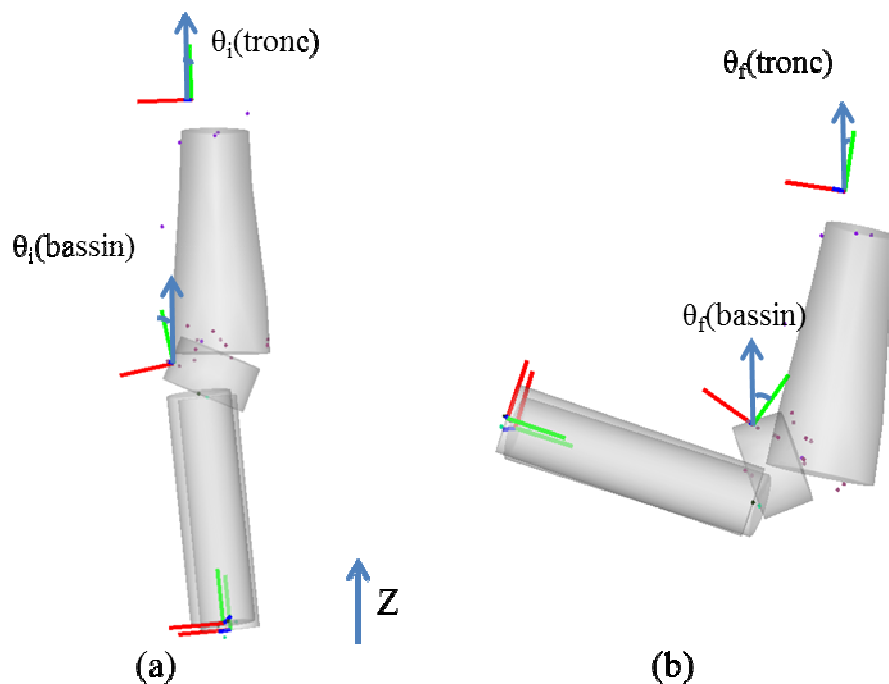 θi(tronc)
θi(bassin)
Z
(a)
θf(tronc)
θf(bassin)
(b)